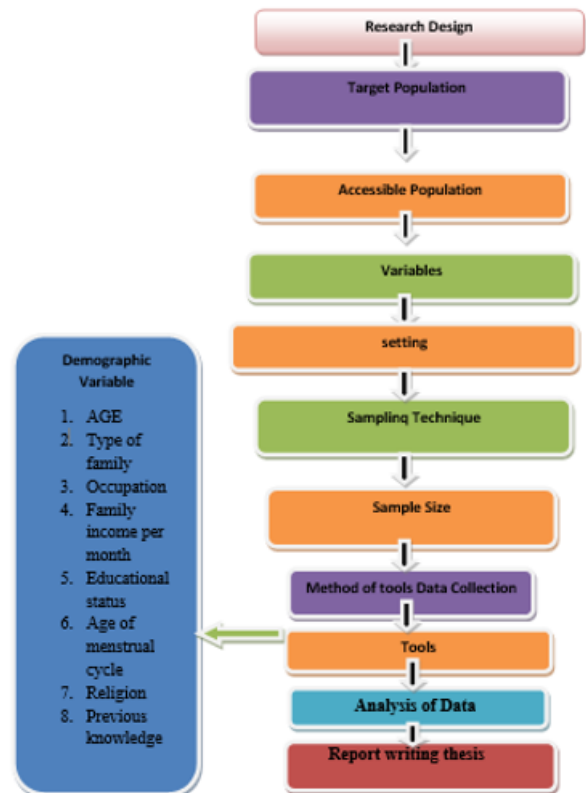 Research Design
Target Population
Accessible Population
Variables
setting
Sampling Technique
Sample Size
Method of tools Data Collection
Tools
Analysis of Data
Report writing thesis
Demographic
Variable
1. AGE
2. Type of
family
3. Occupation
4. Family
income per
month
5. Educational
status
6. Age of
menstrual
cycle
7. Religion
8. Previous
knowledge